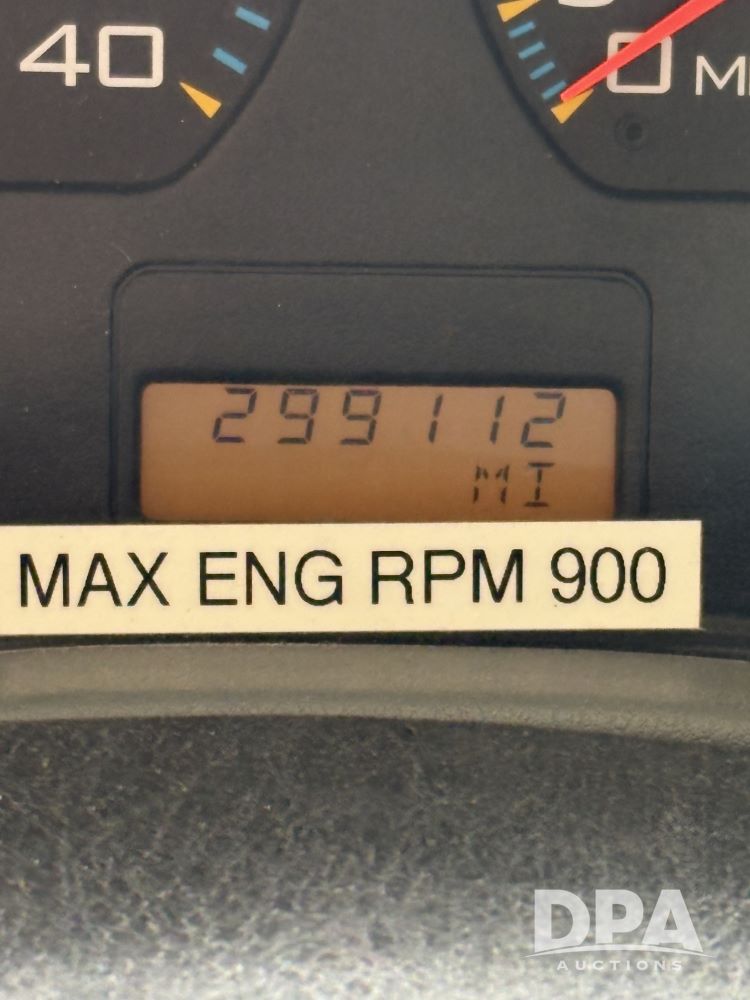 40
0 M
299112
MI
MAX ENG RPM 900
DPA
AUCTIONS